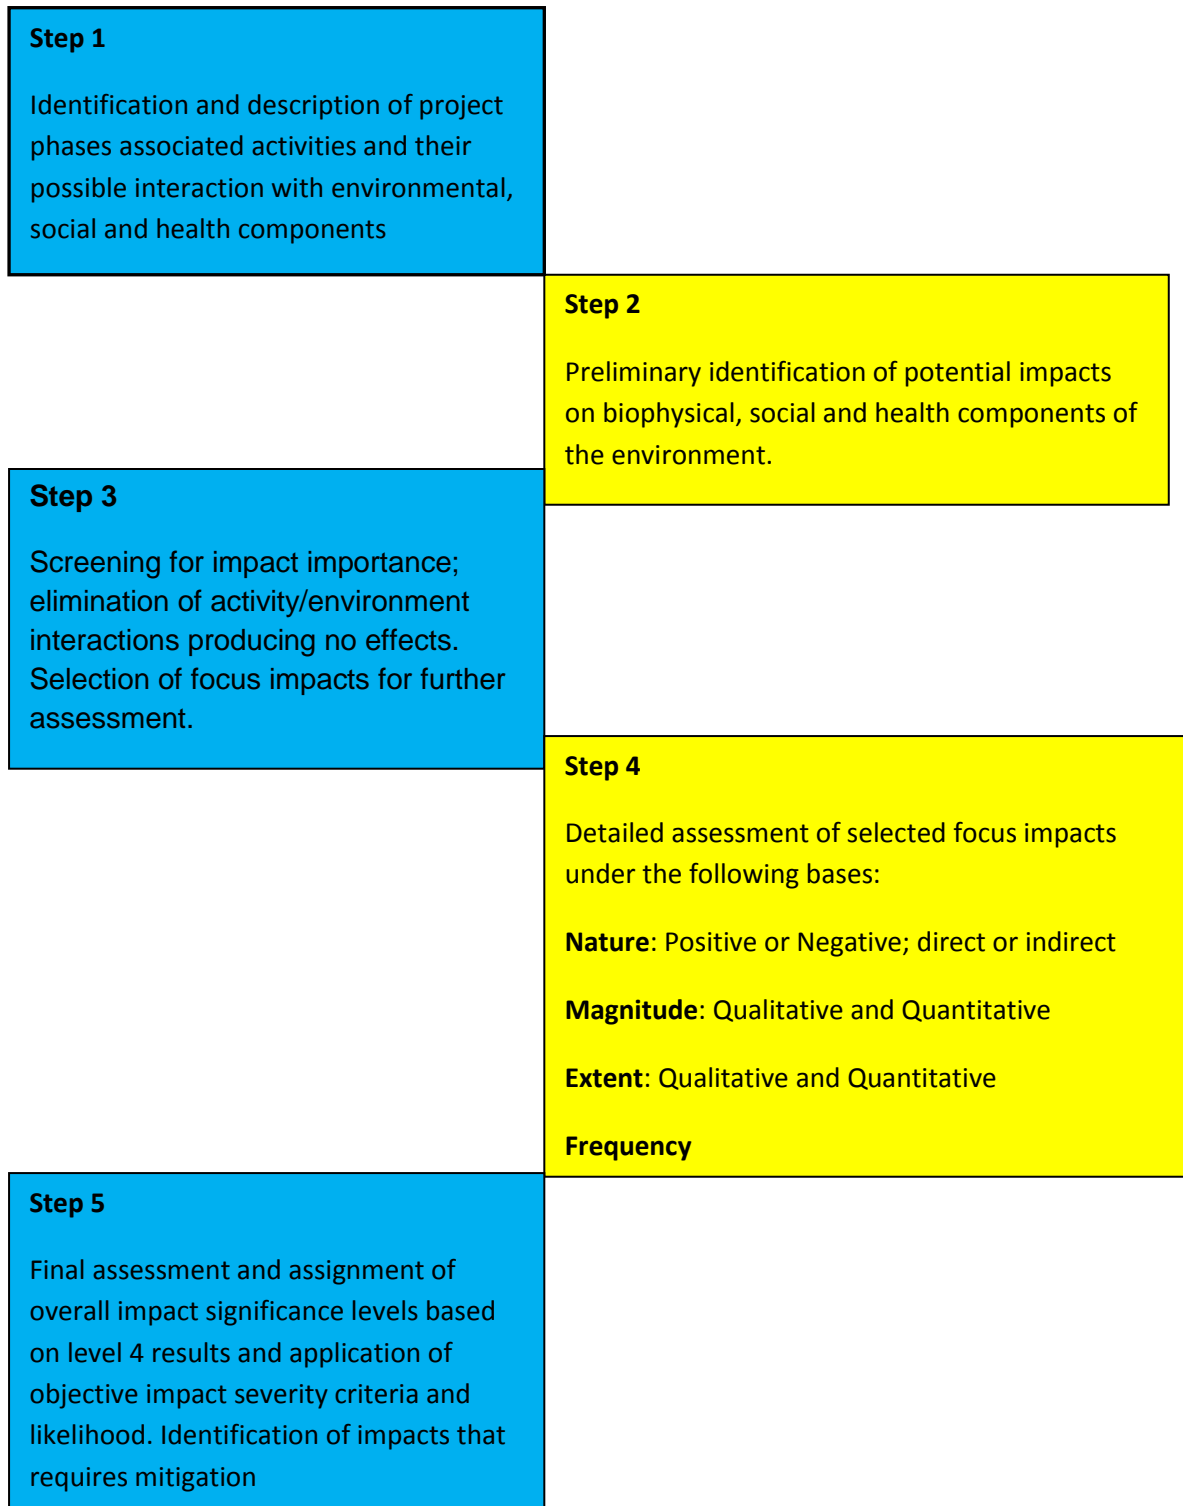 Step 1
Identification and description of project
phases associated activities and their
possible interaction with environmental,
social and health components
Step 2
Preliminary identification of potential impacts
on biophysical, social and health components of
the environment.
Step 3
Screening for impact importance;
elimination of activity/environment
interactions producing no effects.
Selection of focus impacts for further
assessment.
Step 4
Detailed assessment of selected focus impacts
under the following bases:
Nature: Positive or Negative; direct or indirect
Magnitude: Qualitative and Quantitative
Extent: Qualitative and Quantitative
Frequency
Step 5
Final assessment and assignment of
overall impact significance levels based
on level 4 results and application of
objective impact severity criteria and
likelihood. Identification of impacts that
requires mitigation